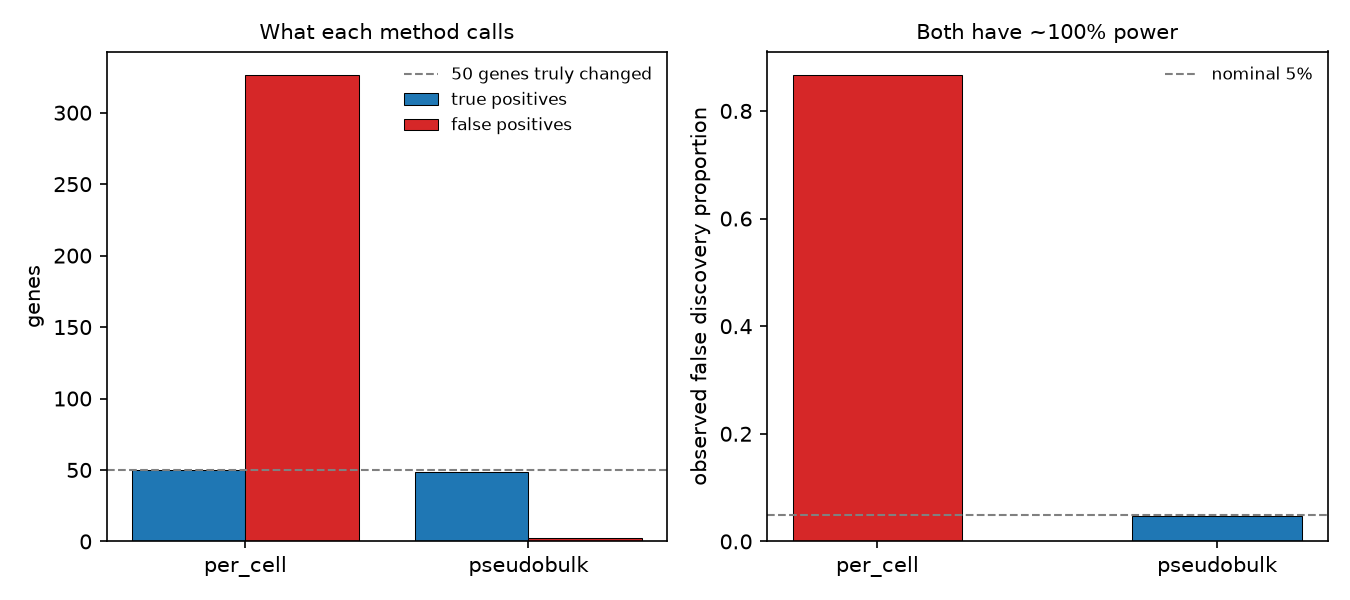 What each method calls
50 genes truly changed
true positives
false positives
300
250
200
150
100
50
0
genes
per_cell
pseudobulk
Both have ~100% power
nominal 5%
0.8
0.6
0.4
0.2
0.0
observed false discovery proportion
per_cell
pseudobulk